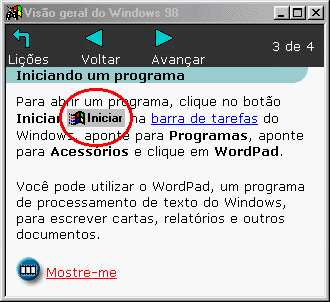 Visão geral do Windows 98
Lições Voltar Avançar 3 de 4
Iniciando um programa
Para abrir um programa, clique no botão
Iniciar Iniciar na barra de tarefas do
Windows, aponte para Programas, aponte
para Acessórios e clique em WordPad.
Você pode utilizar o WordPad, um programa
de processamento de texto do Windows,
para escrever cartas, relatórios e outros
documentos.
Mostre-me